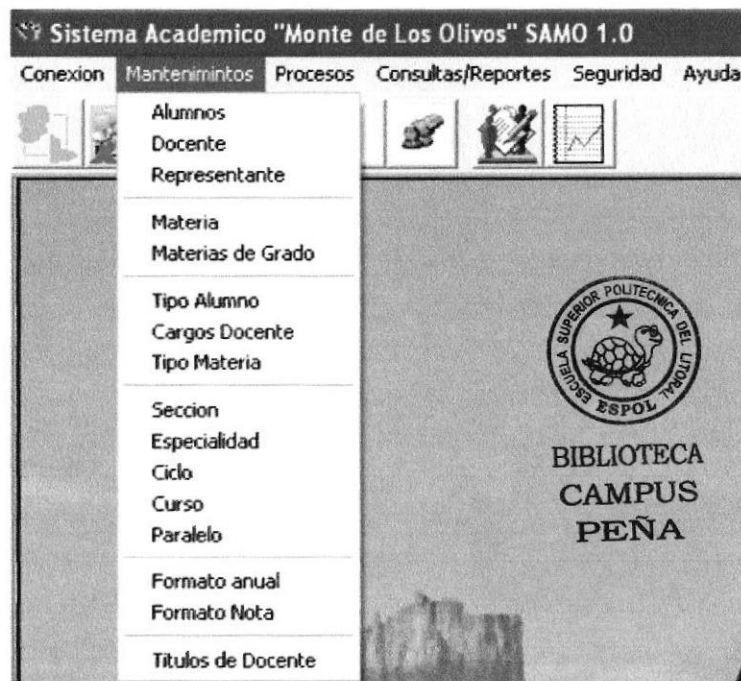 Sistema Academico "Monte de Los Olivos" SAMO 1.0
Conexion Mantenimintos Procesos Consultas/Reportes Seguridad Ayuda
Alumnos
Docente
Representante
Materia
Materias de Grado
Tipo Alumno
Cargos Docente
Tipo Materia
Seccion
Especialidad
Ciclo
Curso
Paralelo
Formato anual
Formato Nota
Titulos de Docente
ESCUELA SUPERIOR POLITECNICA DEL LITORAL
ESPOL
BIBLIOTECA
CAMPUS
PEÑA